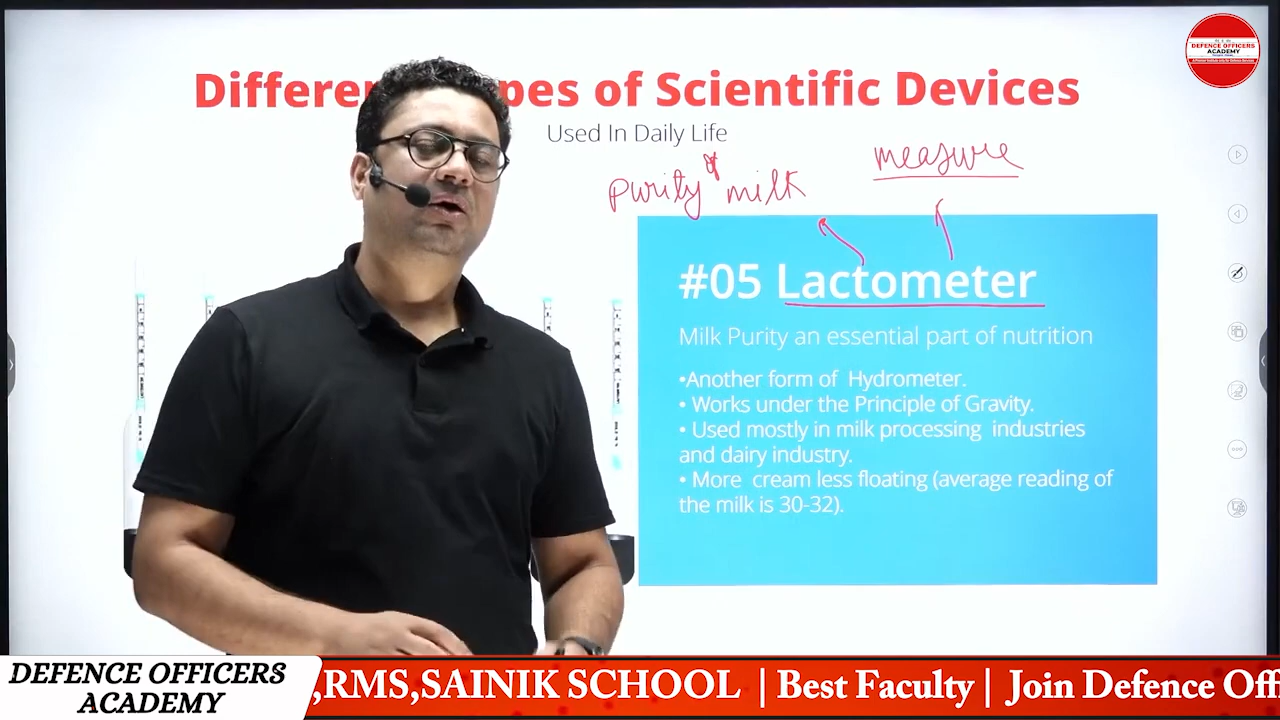 DEFENCE OFFICERS
ACADEMY
Different Types of Scientific Devices
Used In Daily Life
measure
purity of milk
#05 Lactometer
Milk Purity an essential part of nutrition
•Another form of Hydrometer.
• Works under the Principle of Gravity.
• Used mostly in milk processing industries
and dairy industry.
• More cream less floating (average reading of
the milk is 30-32).
DEFENCE OFFICERS
ACADEMY
,RMS,SAINIK SCHOOL | Best Faculty | Join Defence Off